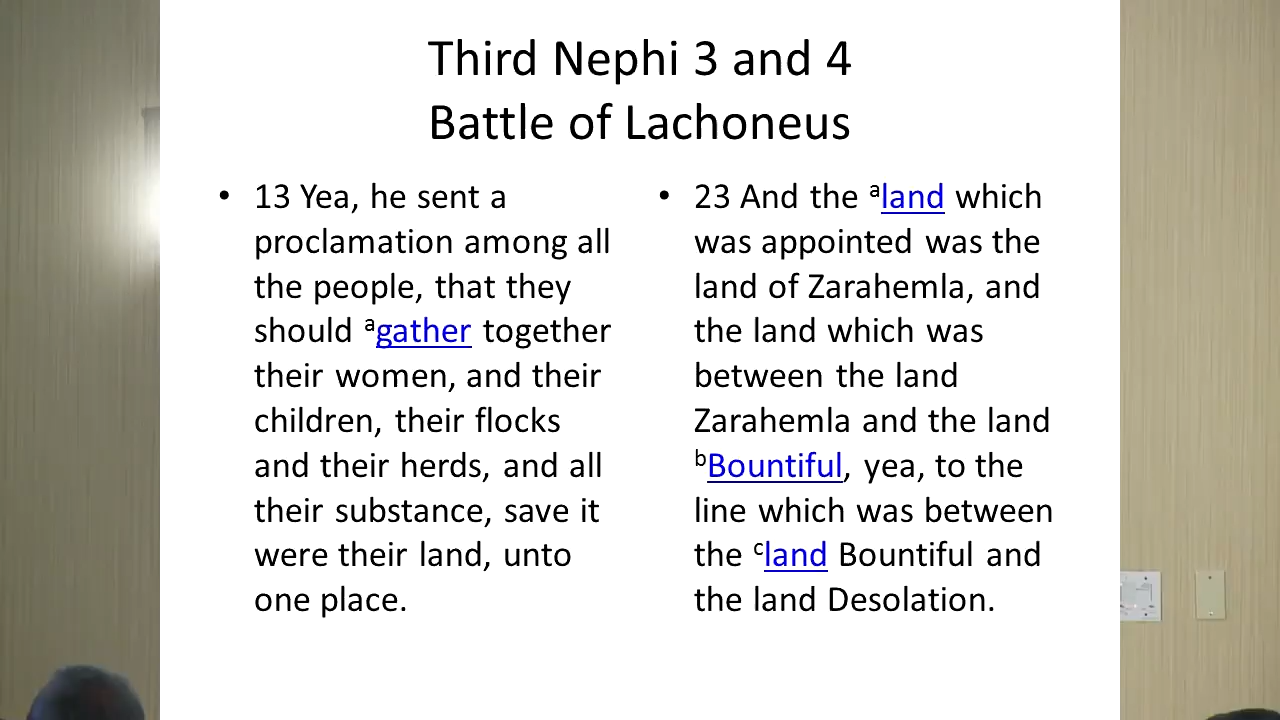 Third Nephi 3 and 4
Battle of Lachoneus
• 13 Yea, he sent a
proclamation among all
the people, that they
should ᵃgather together
their women, and their
children, their flocks
and their herds, and all
their substance, save it
were their land, unto
one place.
• 23 And the ᵃland which
was appointed was the
land of Zarahemla, and
the land which was
between the land
Zarahemla and the land
ᵇBountiful, yea, to the
line which was between
the ᶜland Bountiful and
the land Desolation.